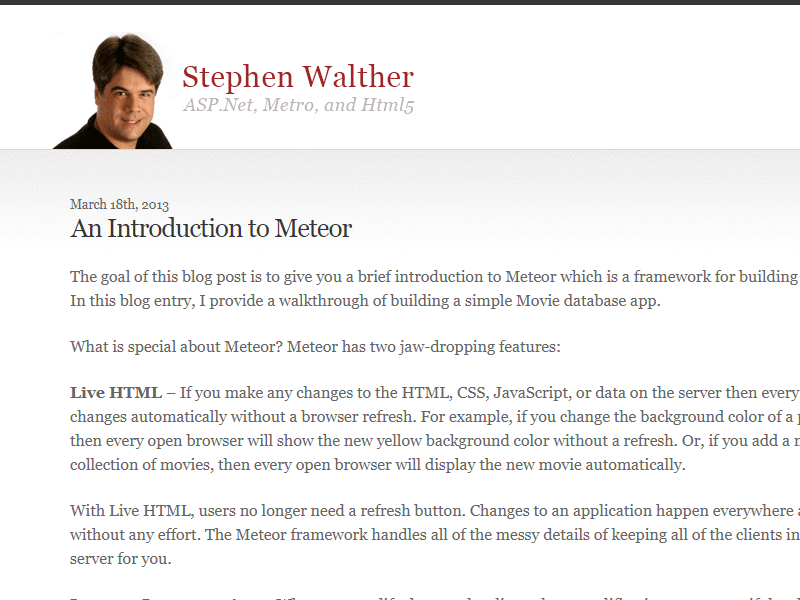 Stephen Walther
ASP.Net, Metro, and Html5
March 18th, 2013
An Introduction to Meteor
The goal of this blog post is to give you a brief introduction to Meteor which is a framework for building
In this blog entry, I provide a walkthrough of building a simple Movie database app.
What is special about Meteor? Meteor has two jaw-dropping features:
Live HTML – If you make any changes to the HTML, CSS, JavaScript, or data on the server then every
changes automatically without a browser refresh. For example, if you change the background color of a
then every open browser will show the new yellow background color without a refresh. Or, if you add a
collection of movies, then every open browser will display the new movie automatically.
With Live HTML, users no longer need a refresh button. Changes to an application happen everywhere
without any effort. The Meteor framework handles all of the messy details of keeping all of the clients in
server for you.